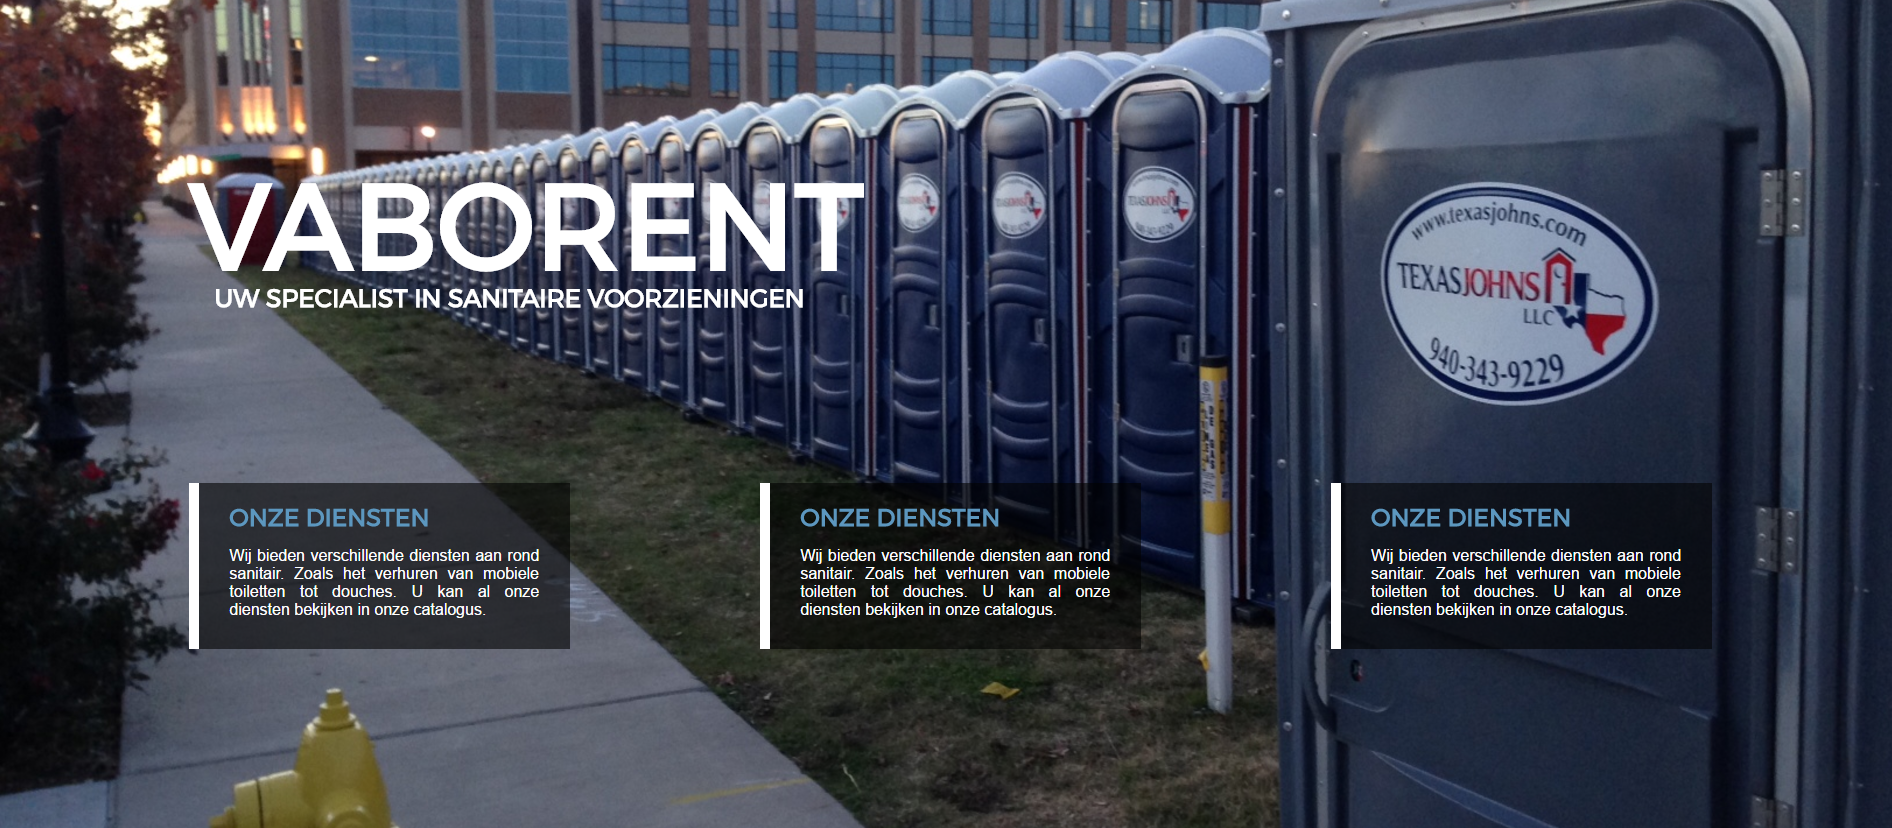 VABORENT
UW SPECIALIST IN SANITAIRE VOORZIENINGEN
www.texasjohns.com
TEXASJOHNS
LLC
940-343-9229
ONZE DIENSTEN
Wij bieden verschillende diensten aan rond
sanitair. Zoals het verhuren van mobiele
toiletten tot douches. U kan al onze
diensten bekijken in onze catalogus.
ONZE DIENSTEN
Wij bieden verschillende diensten aan rond
sanitair. Zoals het verhuren van mobiele
toiletten tot douches. U kan al onze
diensten bekijken in onze catalogus.
ONZE DIENSTEN
Wij bieden verschillende diensten aan rond
sanitair. Zoals het verhuren van mobiele
toiletten tot douches. U kan al onze
diensten bekijken in onze catalogus.